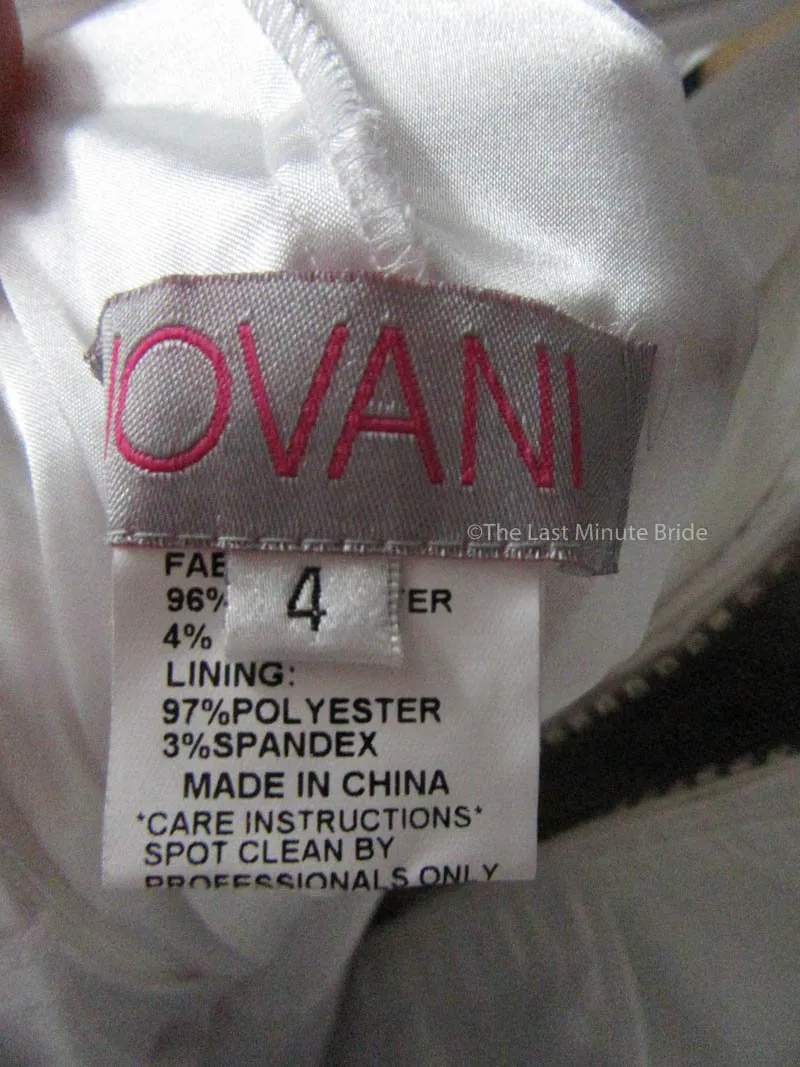 JOVANI
©The Last Minute Bride
FAB
96% ER
4
4%
LINING:
97%POLYESTER
3%SPANDEX
MADE IN CHINA
*CARE INSTRUCTIONS*
SPOT CLEAN BY
PROFESSIONALS ONLY